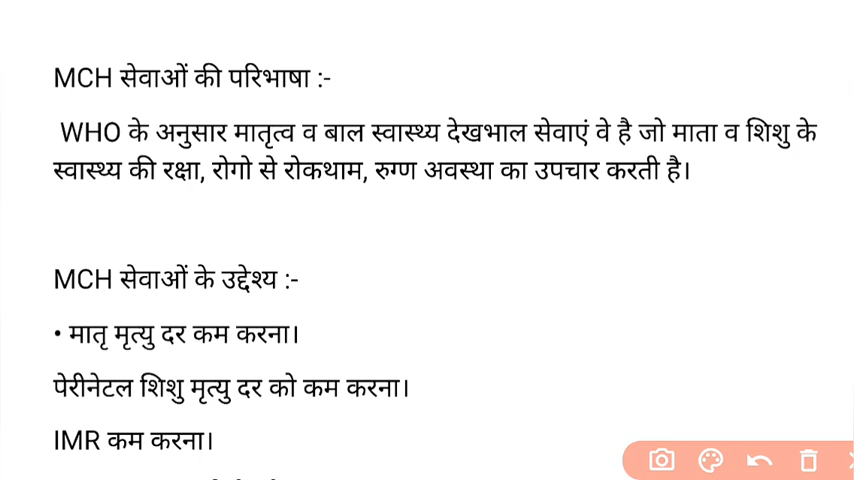 MCH सेवाओं की परिभाषा :-
WHO के अनुसार मातृत्व व बाल स्वास्थ्य देखभाल सेवाएं वे है जो माता व शिशु के
स्वास्थ्य की रक्षा, रोगो से रोकथाम, रुग्ण अवस्था का उपचार करती है।
MCH सेवाओं के उद्देश्य :-
• मातृ मृत्यु दर कम करना।
पेरीनेटल शिशु मृत्यु दर को कम करना।
IMR कम करना।